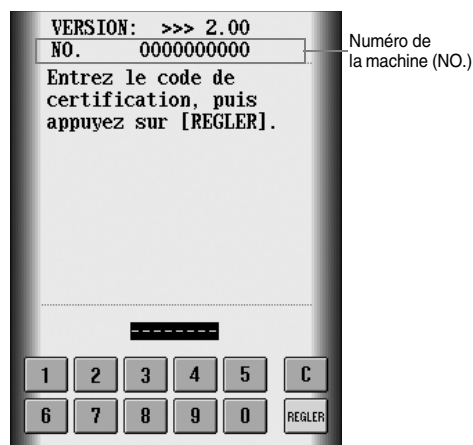 VERSION: >>> 2.00
NO. 0000000000
Numéro de
la machine (NO.)
Entrez le code de
certification, puis
appuyez sur [REGLER].
--------
1 2 3 4 5 C
6 7 8 9 0 REGLER